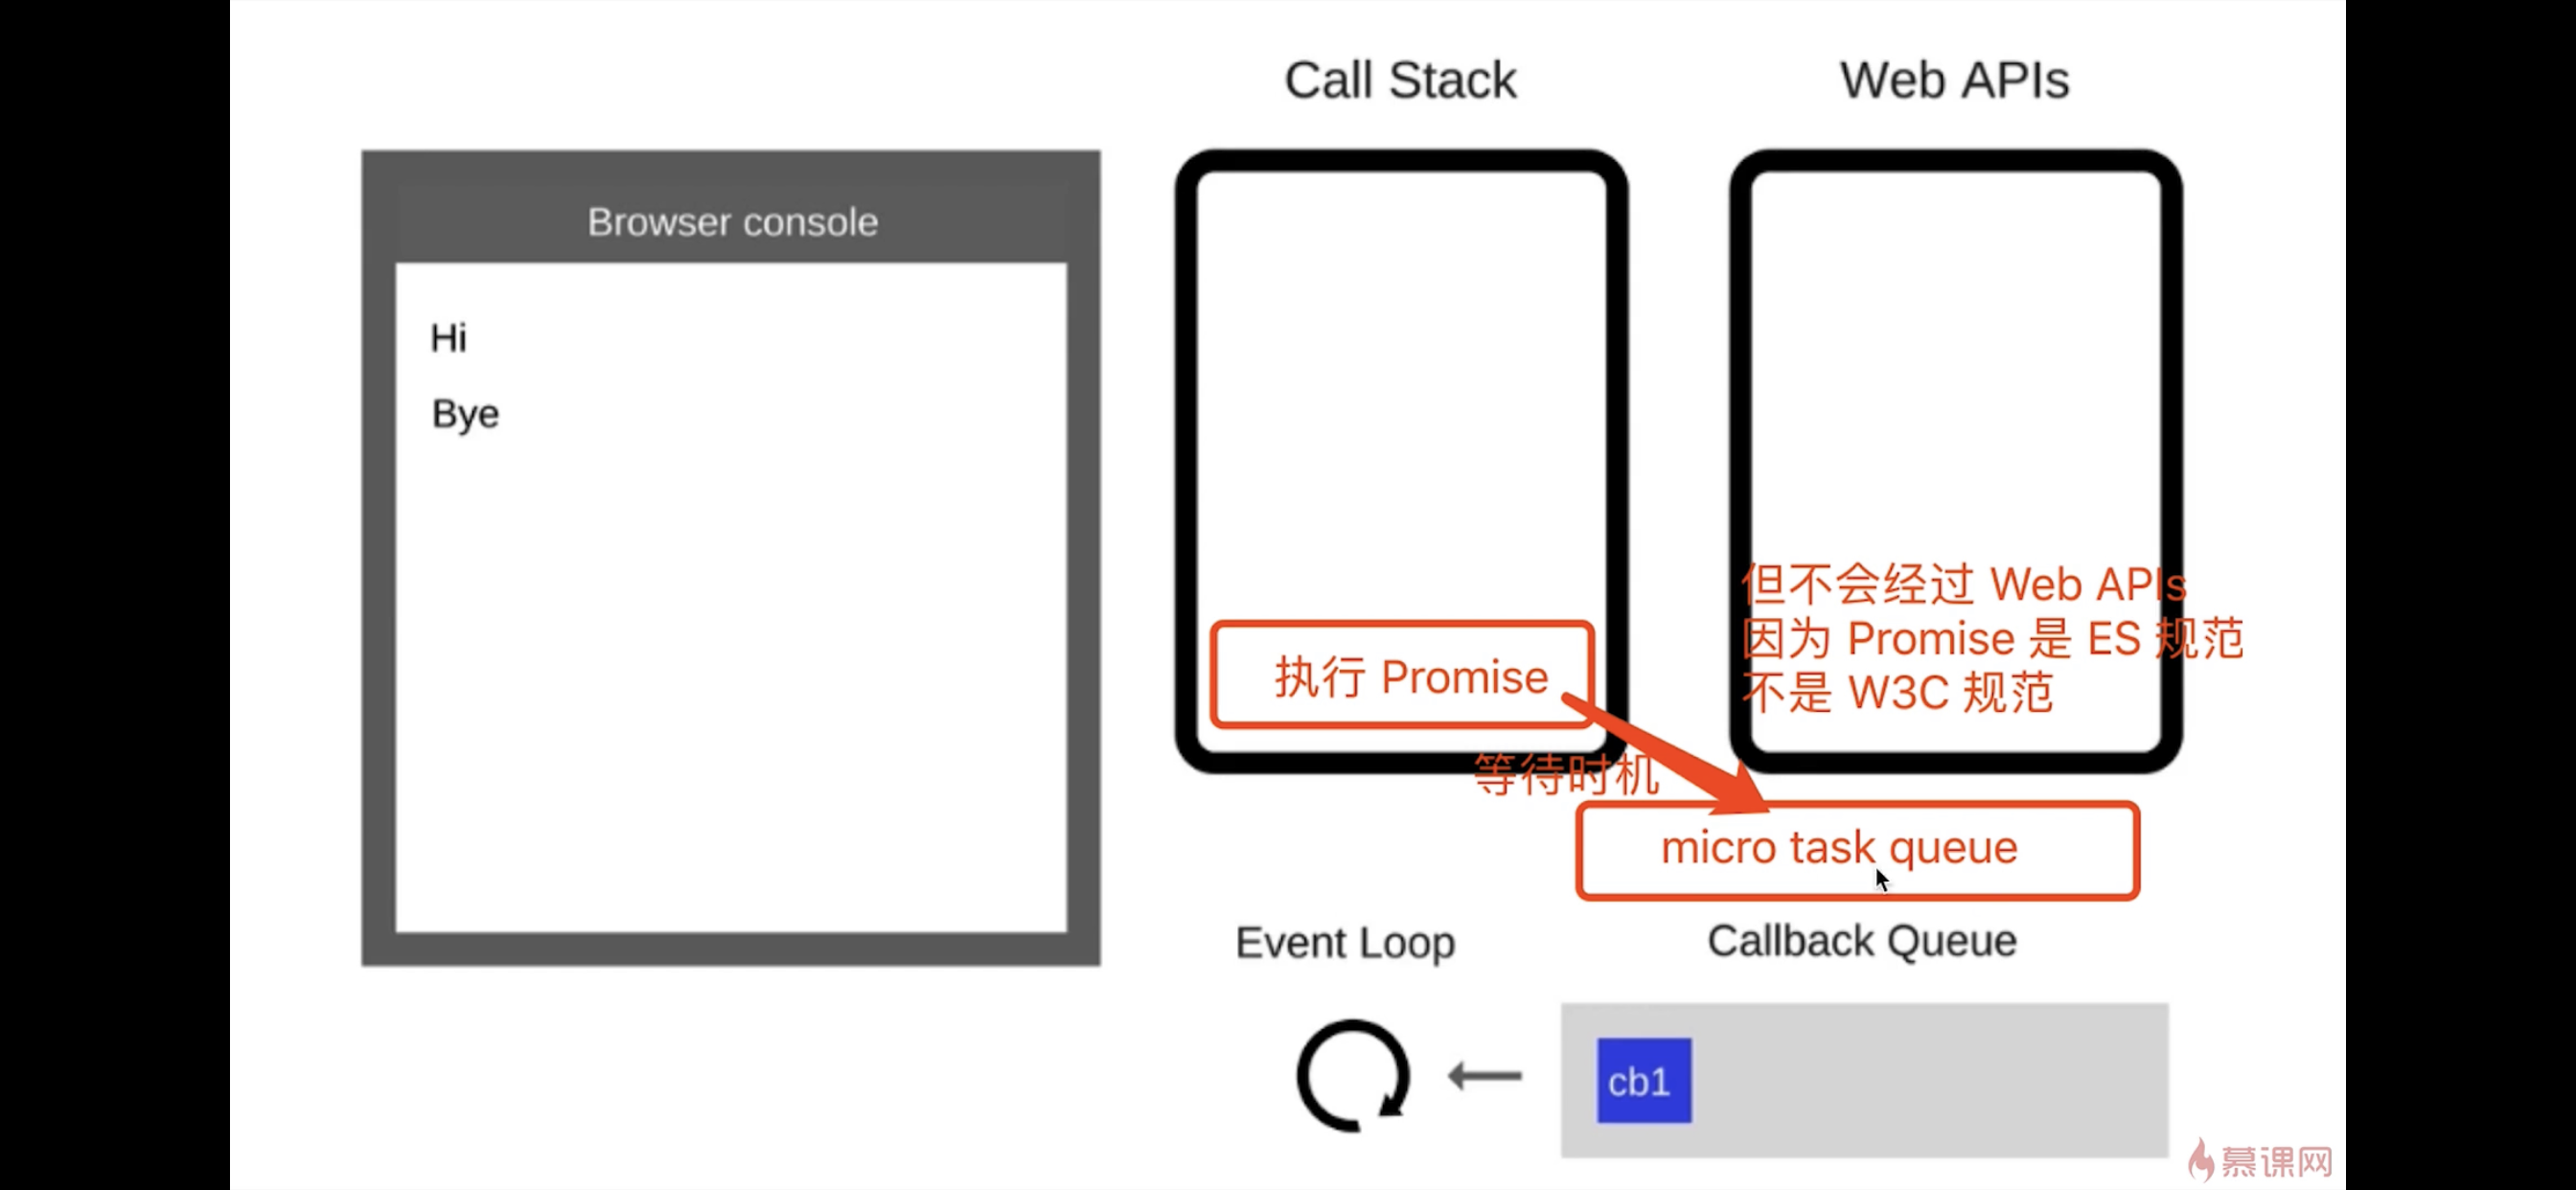 Call Stack
Web APIs
Browser console
Hi
Bye
但不会经过 Web APIs
因为 Promise 是 ES 规范
不是 W3C 规范
执行 Promise
等待时机
micro task queue
Event Loop
Callback Queue
cb1
慕课网